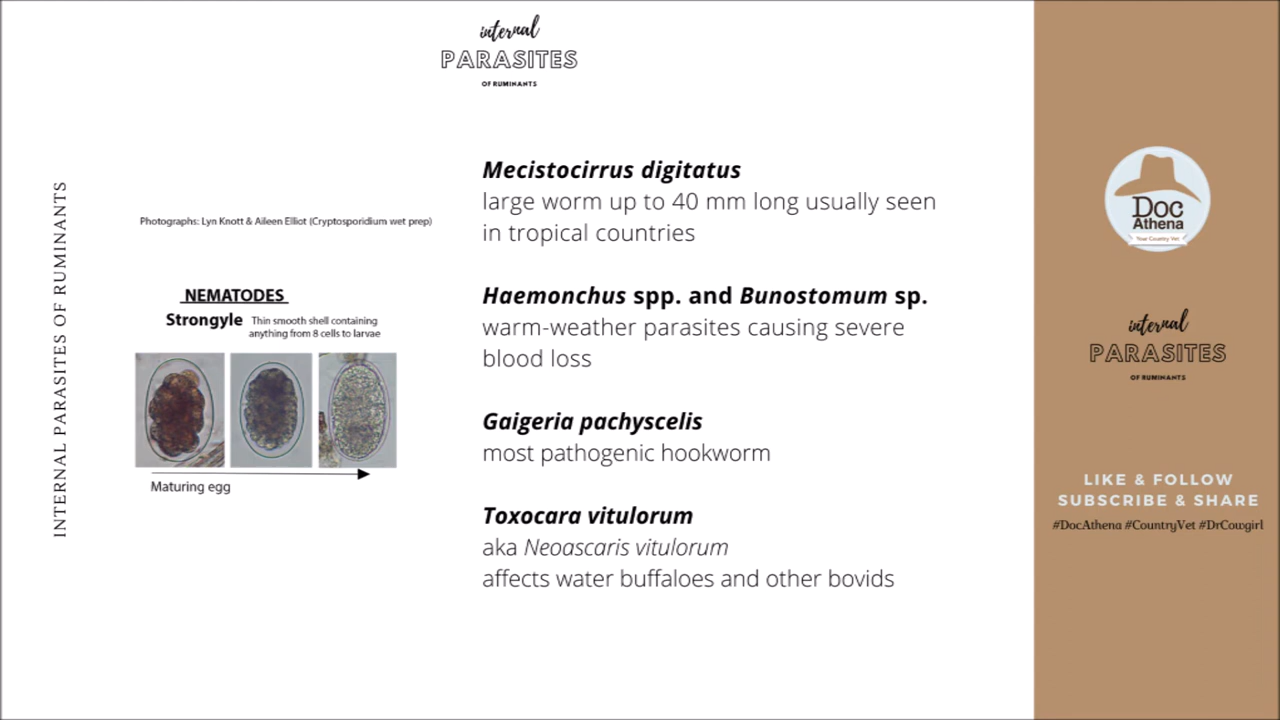 internal
PARASITES
OF RUMINANTS
INTERNAL PARASITES OF RUMINANTS
Photographs: Lyn Knott & Aileen Elliot (Cryptosporidium wet prep)
NEMATODES
Strongyle Thin smooth shell containing
anything from 8 cells to larvae
Maturing egg
Mecistocirrus digitatus
large worm up to 40 mm long usually seen
in tropical countries
Haemonchus spp. and Bunostomum sp.
warm-weather parasites causing severe
blood loss
Gaigeria pachyscelis
most pathogenic hookworm
Toxocara vitulorum
aka Neoascaris vitulorum
affects water buffaloes and other bovids
Doc
Athena
Your Country Vet
internal
PARASITES
OF RUMINANTS
LIKE & FOLLOW
SUBSCRIBE & SHARE
#DocAthena #CountryVet #DrCowgirl